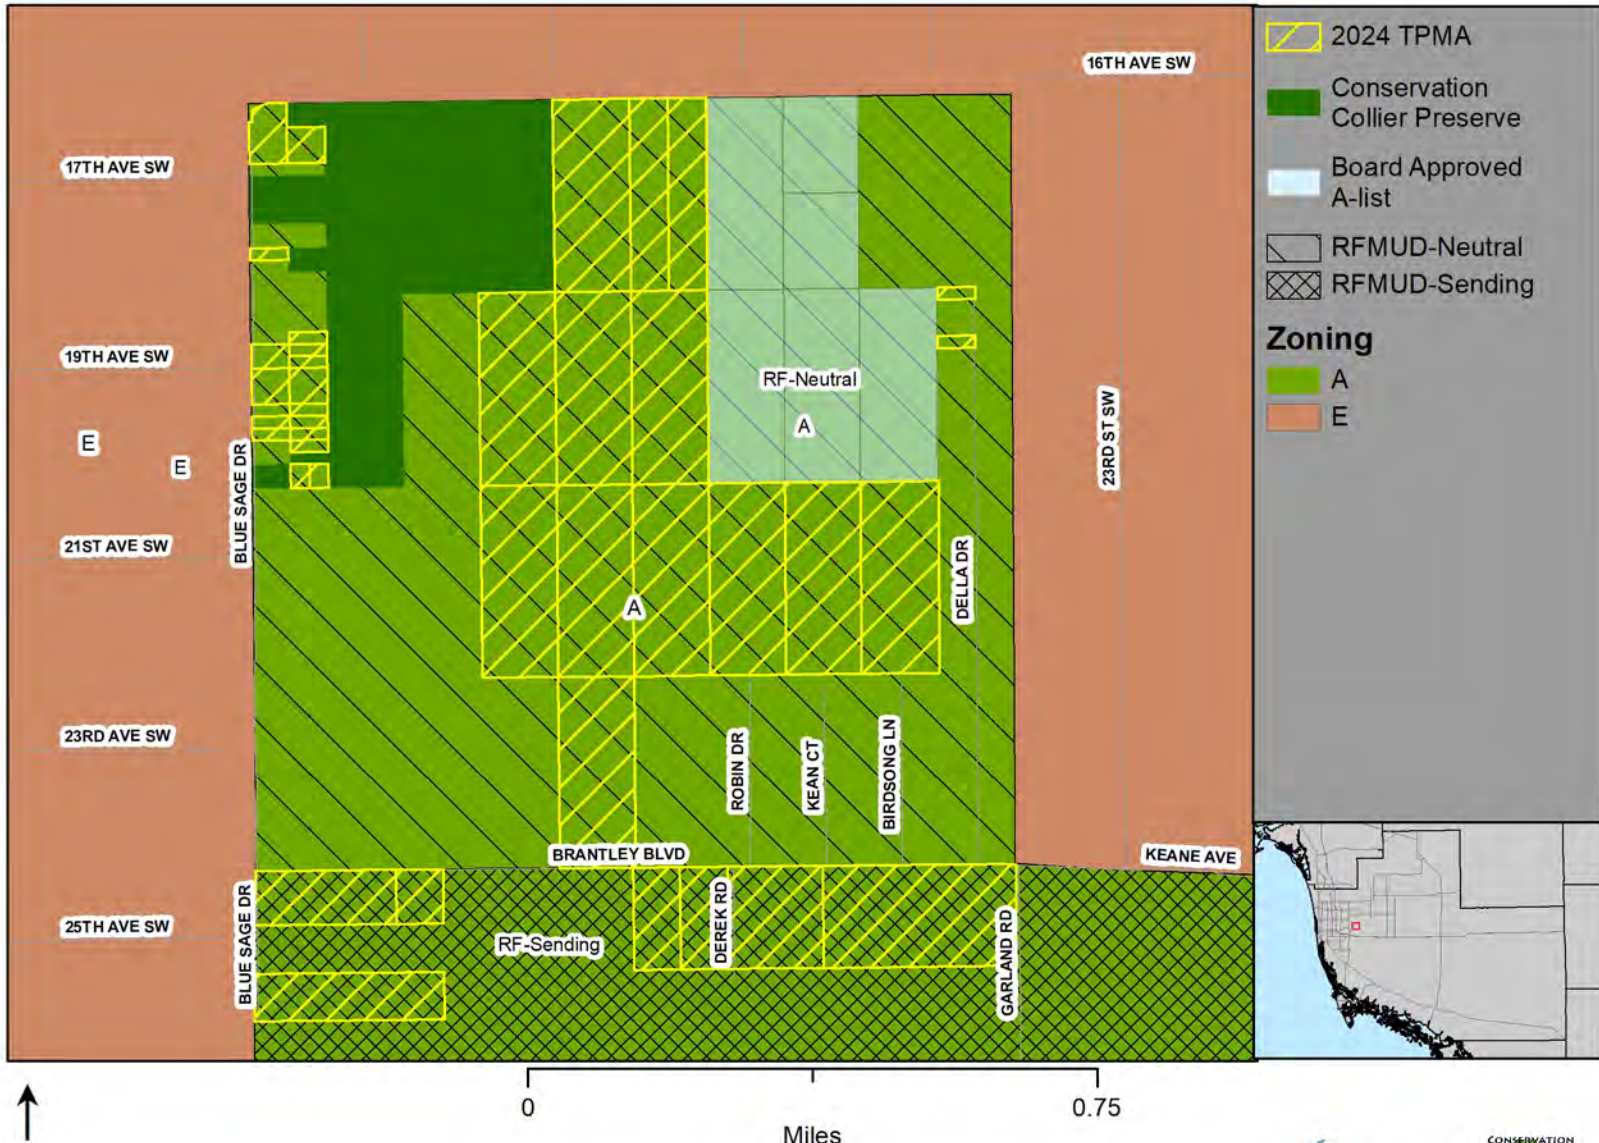 16TH AVE SW
17TH AVE SW
19TH AVE SW
E
E
BLUE SAGE DR
21ST AVE SW
23RD AVE SW
25TH AVE SW
BLUE SAGE DR
RF-Neutral
A
A
23RD ST SW
DELLA DR
ROBIN DR
KEAN CT
BIRDSONG LN
BRANTLEY BLVD
KEANE AVE
RF-Sending
DEREK RD
GARLAND RD
2024 TPMA
Conservation
Collier Preserve
Board Approved
A-list
RFMUD-Neutral
RFMUD-Sending
Zoning
A
E
0
0.75
Miles
CONSERVATION